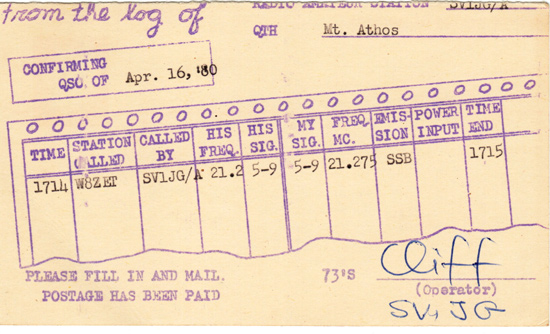 from the log of
RADIO AMATEUR STATION SV1JG/A
QTH Mt. Athos
CONFIRMING
QSO OF Apr. 16, '80
TIME STATION CALLED CALLED BY HIS FREQ. HIS SIG. MY SIG. FREQ. MC. EMIS-SION POWER INPUT TIME END
1714 W8ZET SV1JG/A 21.2 5-9 5-9 21.275 SSB 1715
PLEASE FILL IN AND MAIL.
POSTAGE HAS BEEN PAID
73'S
Cliff
(Operator)
SV1JG